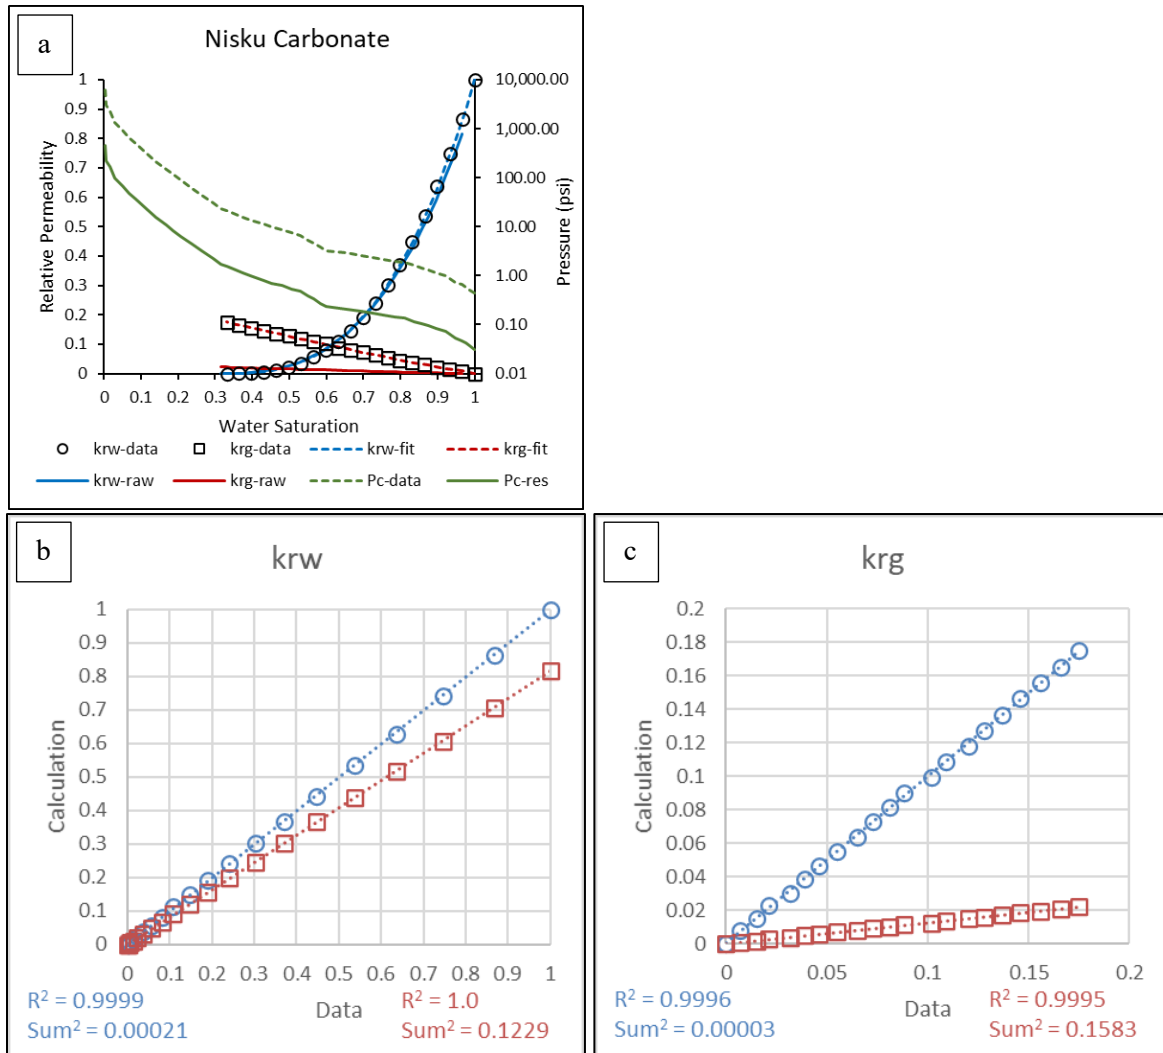 a
Nisku Carbonate
1
0.9
0.8
0.7
0.6
0.5
0.4
0.3
0.2
0.1
0
Relative Permeability
10,000.00
1,000.00
100.00
10.00
1.00
0.10
0.01
Pressure (psi)
0 0.1 0.2 0.3 0.4 0.5 0.6 0.7 0.8 0.9 1
Water Saturation
krw-data krg-data krw-fit krg-fit
krw-raw krg-raw Pc-data Pc-res
b
krw
1
0.9
0.8
0.7
0.6
0.5
0.4
0.3
0.2
0.1
0
Calculation
0 0.1 0.2 0.3 0.4 0.5 0.6 0.7 0.8 0.9 1
Data
R² = 0.9999
Sum² = 0.00021
R² = 1.0
Sum² = 0.1229
c
krg
0.2
0.18
0.16
0.14
0.12
0.1
0.08
0.06
0.04
0.02
0
Calculation
0 0.05 0.1 0.15 0.2
Data
R² = 0.9996
Sum² = 0.00003
R² = 0.9995
Sum² = 0.1583